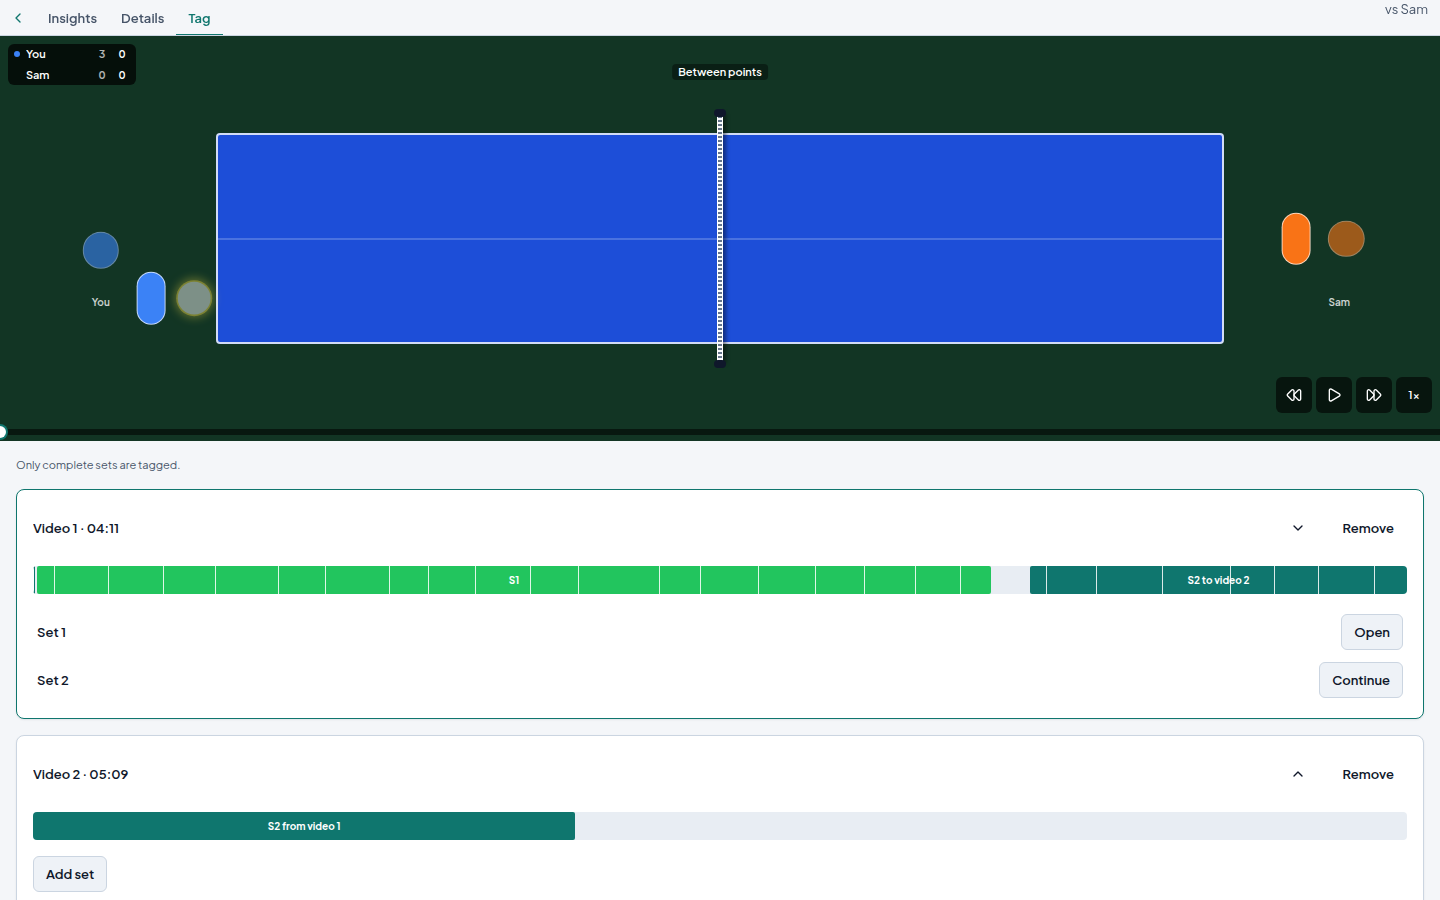 Insights Details Tag
vs Sam
You 3 0
Sam 0 0
Between points
You
Sam
1×
Only complete sets are tagged.
Video 1 · 04:11
Remove
S1
S2 to video 2
Set 1
Open
Set 2
Continue
Video 2 · 05:09
Remove
S2 from video 1
Add set